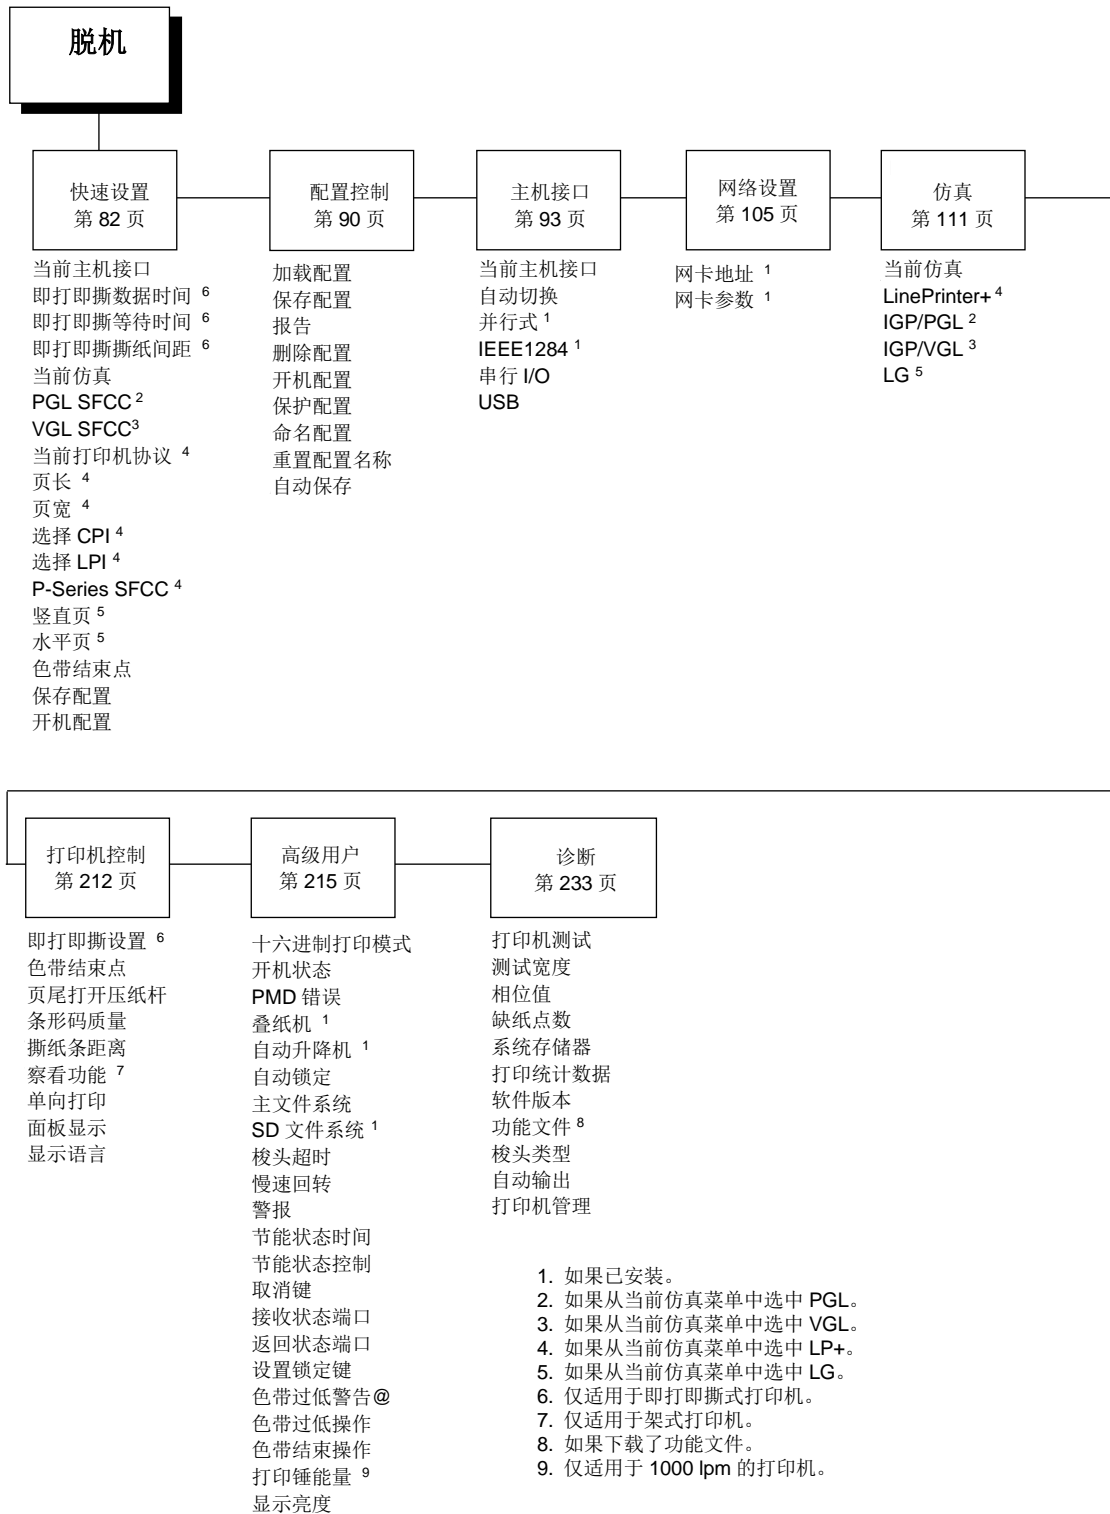 脱机
快速设置
第 82 页
当前主机接口
即打即撕数据时间 6
即打即撕等待时间 6
即打即撕撕纸间距 6
当前仿真
PGL SFCC 2
VGL SFCC3
当前打印机协议 4
页长 4
页宽 4
选择 CPI 4
选择 LPI 4
P-Series SFCC 4
竖直页 5
水平页 5
色带结束点
保存配置
开机配置
配置控制
第 90 页
加载配置
保存配置
报告
删除配置
开机配置
保护配置
命名配置
重置配置名称
自动保存
主机接口
第 93 页
当前主机接口
自动切换
并行式 1
IEEE1284 1
串行 I/O
USB
网络设置
第 105 页
网卡地址 1
网卡参数 1
仿真
第 111 页
当前仿真
LinePrinter+ 4
IGP/PGL 2
IGP/VGL 3
LG 5
打印机控制
第 212 页
即打即撕设置 6
色带结束点
页尾打开压纸杆
条形码质量
撕纸条距离
察看功能 7
单向打印
面板显示
显示语言
高级用户
第 215 页
十六进制打印模式
开机状态
PMD 错误
叠纸机 1
自动升降机 1
自动锁定
主文件系统
SD 文件系统 1
梭头超时
慢速回转
警报
节能状态时间
节能状态控制
取消键
接收状态端口
返回状态端口
设置锁定键
色带过低警告@
色带过低操作
色带结束操作
打印锤能量 9
显示亮度
诊断
第 233 页
打印机测试
测试宽度
相位值
缺纸点数
系统存储器
打印统计数据
软件版本
功能文件 8
梭头类型
自动输出
打印机管理
1. 如果已安装。
2. 如果从当前仿真菜单中选中 PGL。
3. 如果从当前仿真菜单中选中 VGL。
4. 如果从当前仿真菜单中选中 LP+。
5. 如果从当前仿真菜单中选中 LG。
6. 仅适用于即打即撕式打印机。
7. 仅适用于架式打印机。
8. 如果下载了功能文件。
9. 仅适用于 1000 lpm 的打印机。